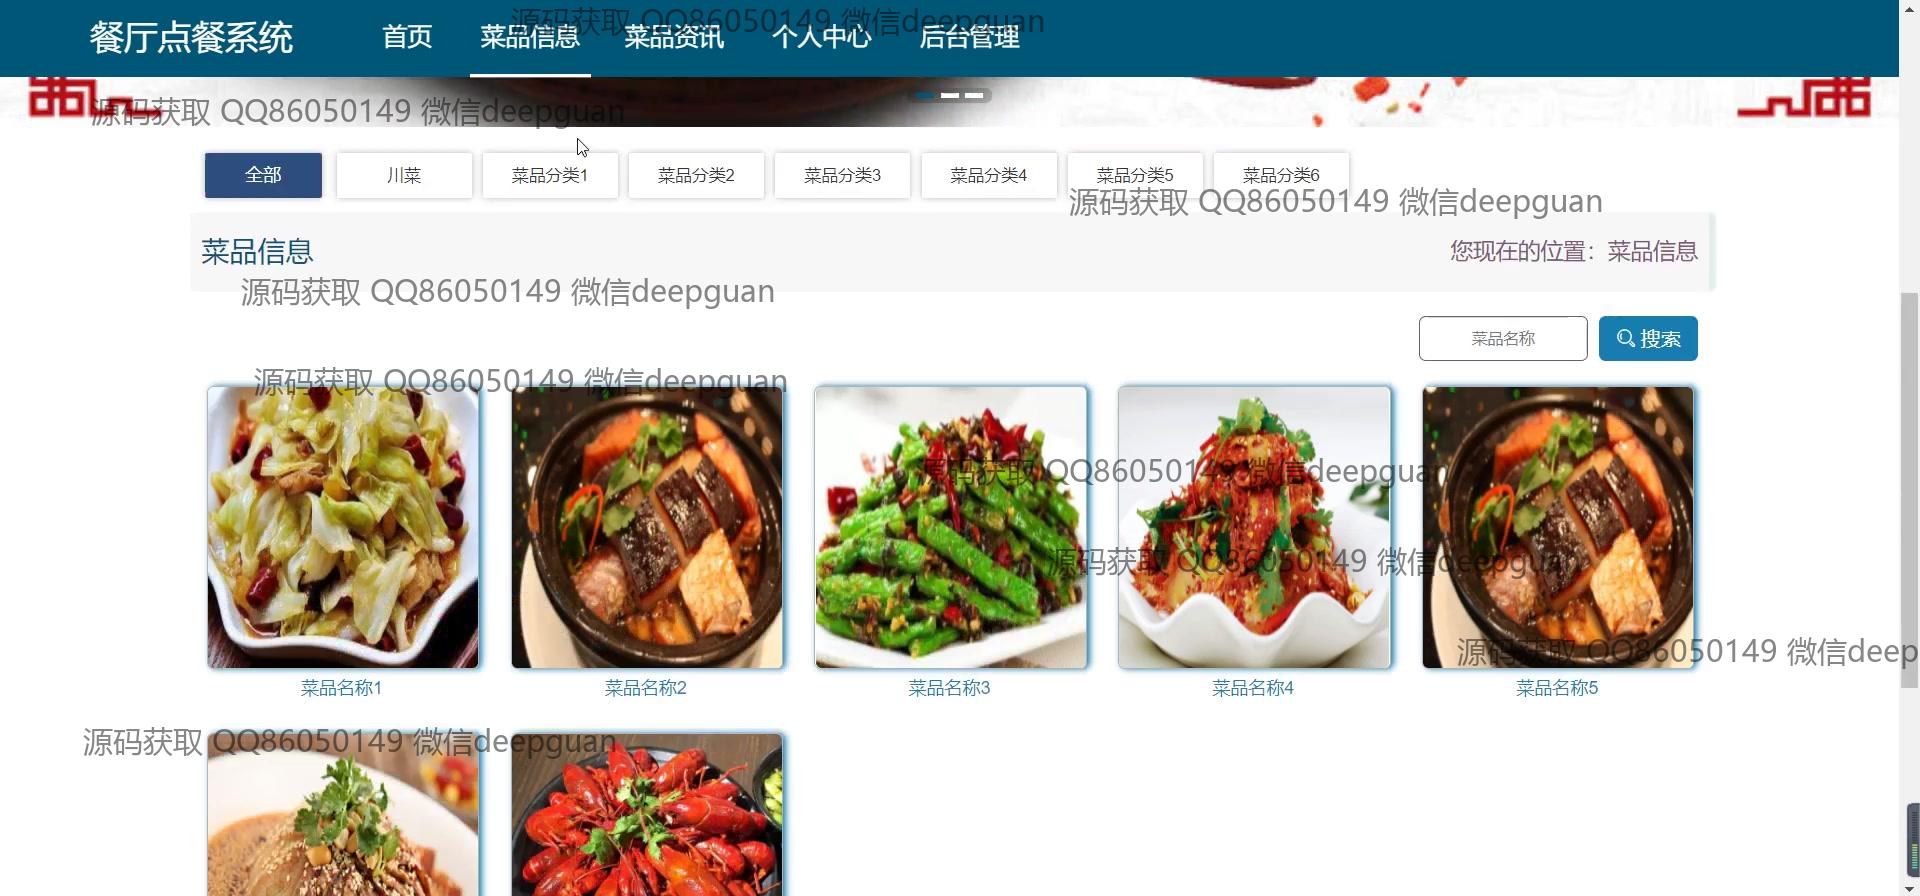 餐厅点餐系统 首页 菜品信息 菜品资讯 个人中心 后台管理
源码获取 QQ86050149 微信deepguan
源码获取 QQ86050149 微信deepguan
全部 川菜 菜品分类1 菜品分类2 菜品分类3 菜品分类4 菜品分类5 菜品分类6
源码获取 QQ86050149 微信deepguan
菜品信息 您现在的位置：菜品信息
源码获取 QQ86050149 微信deepguan
菜品名称 搜索
源码获取 QQ86050149 微信deepguan
源码获取 QQ86050149 微信deepguan
源码获取 QQ86050149 微信deepguan
源码获取 QQ86050149 微信deep
菜品名称1 菜品名称2 菜品名称3 菜品名称4 菜品名称5
源码获取 QQ86050149 微信deepguan